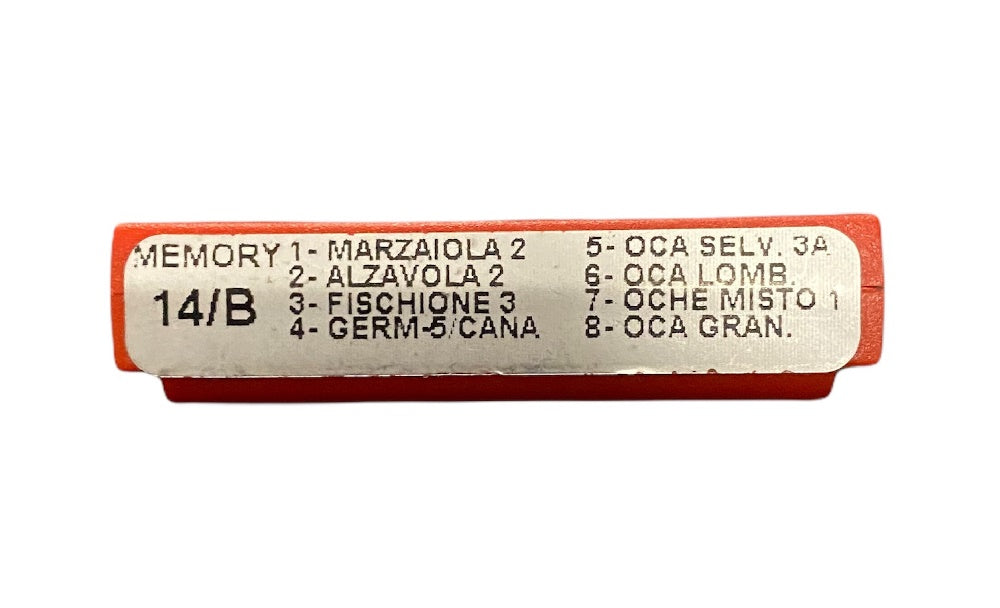 MEMORY
14/B
1- MARZAIOLA 2
2- ALZAVOLA 2
3- FISCHIONE 3
4- GERM-5/CANA
5- OCA SELV. 3A
6- OCA LOMB.
7- OCHE MISTO 1
8- OCA GRAN.